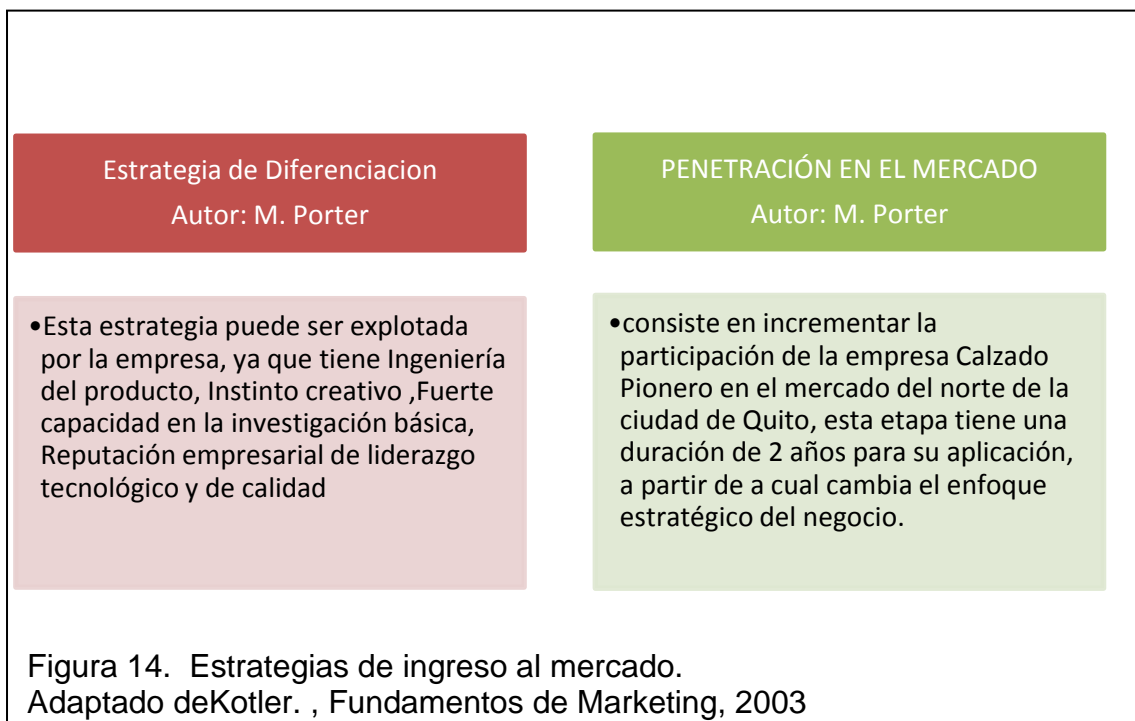 Estrategia de Diferenciacion
Autor: M. Porter
•Esta estrategia puede ser explotada
por la empresa, ya que tiene Ingeniería
del producto, Instinto creativo ,Fuerte
capacidad en la investigación básica,
Reputación empresarial de liderazgo
tecnológico y de calidad
PENETRACIÓN EN EL MERCADO
Autor: M. Porter
•consiste en incrementar la
participación de la empresa Calzado
Pionero en el mercado del norte de la
ciudad de Quito, esta etapa tiene una
duración de 2 años para su aplicación,
a partir de a cual cambia el enfoque
estratégico del negocio.
Figura 14. Estrategias de ingreso al mercado.
Adaptado deKotler. , Fundamentos de Marketing, 2003